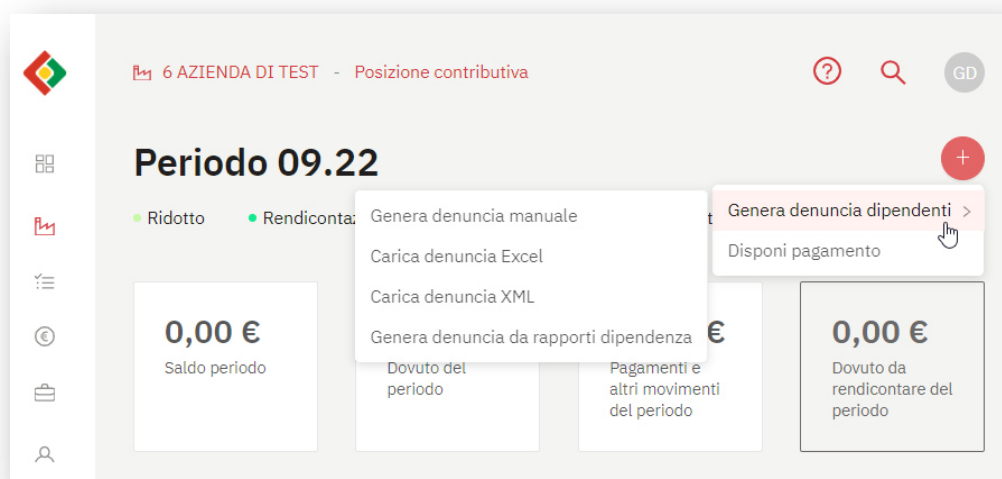 6 AZIENDA DI TEST - Posizione contributiva
GD
Periodo 09.22
+
Ridotto
Rendicontaz
Genera denuncia manuale
Carica denuncia Excel
Carica denuncia XML
Genera denuncia da rapporti dipendenza
Genera denuncia dipendenti >
Disponi pagamento
0,00 €
Saldo periodo
Dovuto del
periodo
€
Pagamenti e
altri movimenti
del periodo
0,00 €
Dovuto da
rendicontare del
periodo